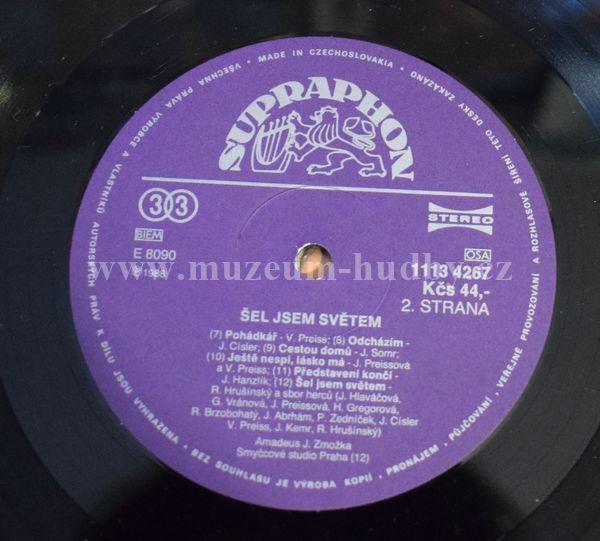 • MADE IN CZECHOSLOVAKIA •
VŠECHNA PRÁVA VÝROBCE A VLASTNÍKŮ AUTORSKÝCH PRÁV K DÍLU JSOU VYHRAZENA • BEZ SOUHLASU JE VÝROBA KOPIÍ • PRONÁJEM • PŮJČOVÁNÍ • VEŘEJNÉ PROVOZOVÁNÍ A ROZHLASOVÉ ŠÍŘENÍ TÉTO DESKY ZAKÁZÁNO
SUPRAPHON
33
STEREO
BIEM
OSA
E 8090
1113 4267
℗ 1988
Kčs 44,-
www.muzeum-hudby.cz
2. STRANA
ŠEL JSEM SVĚTEM
(7) Pohádkář - V. Preiss; (8) Odcházím -
J. Císler; (9) Cestou domů - J. Somr;
(10) Ještě nespi, lásko má - J. Preissová
a V. Preiss; (11) Představení končí -
J. Hanzlík; (12) Šel jsem světem -
R. Hrušínský a sbor herců (J. Hlaváčová,
G. Vránová, J. Preissová, H. Gregorová,
R. Brzobohatý, J. Abrhám, P. Zedníček, J. Císler
V. Preiss, J. Kemr, R. Hrušínský)
Amadeus J. Zmožka
Smyčcové studio Praha (12)